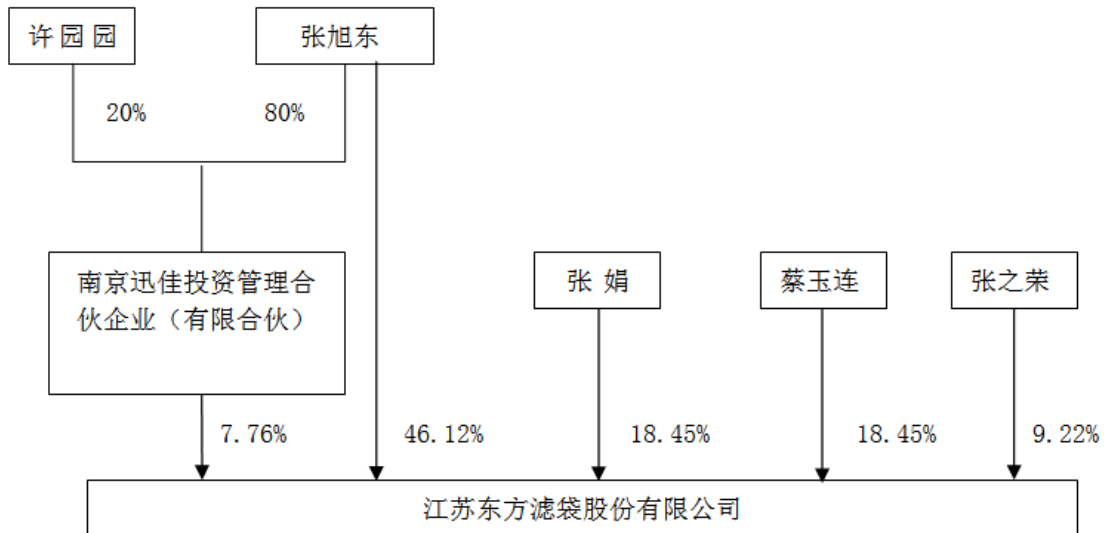 许园园
张旭东
20%
80%
南京迅佳投资管理合
伙企业（有限合伙）
张 娟
蔡玉连
张之荣
7.76%
46.12%
18.45%
18.45%
9.22%
江苏东方滤袋股份有限公司